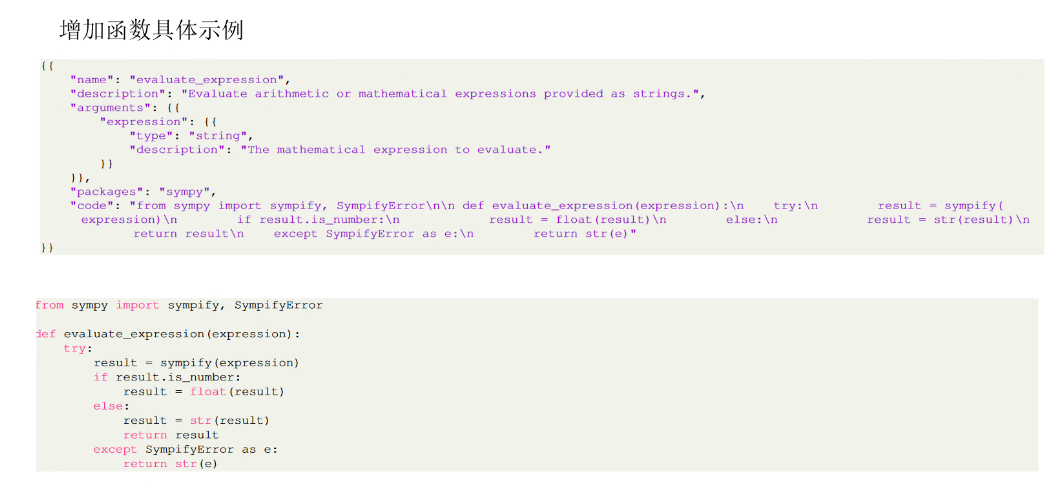 增加函数具体示例
{{
    "name": "evaluate_expression",
    "description": "Evaluate arithmetic or mathematical expressions provided as strings.",
    "arguments": {{
        "expression": {{
            "type": "string",
            "description": "The mathematical expression to evaluate."
        }}
    }},
    "packages": "sympy",
    "code": "from sympy import sympify, SympifyError\n\n def evaluate_expression(expression):\n    try:\n        result = sympify(
expression)\n        if result.is_number:\n            result = float(result)\n        else:\n            result = str(result)\n
return result\n    except SympifyError as e:\n        return str(e)"
}}
from sympy import sympify, SympifyError
def evaluate_expression(expression):
    try:
        result = sympify(expression)
        if result.is_number:
            result = float(result)
        else:
            result = str(result)
            return result
        except SympifyError as e:
            return str(e)